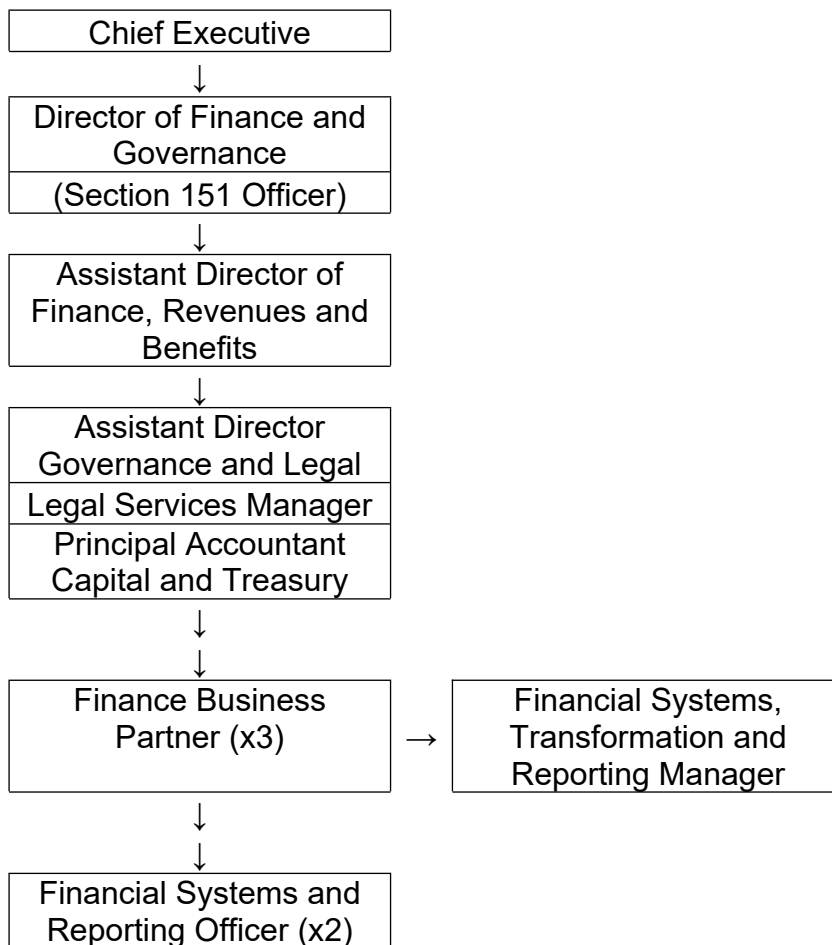 Chief Executive
↓
Director of Finance and
Governance
(Section 151 Officer)
↓
Assistant Director of
Finance, Revenues and
Benefits
↓
Assistant Director
Governance and Legal
Legal Services Manager
Principal Accountant
Capital and Treasury
↓
↓
Finance Business
Partner (x3)
→
Financial Systems,
Transformation and
Reporting Manager
↓
↓
Financial Systems and
Reporting Officer (x2)